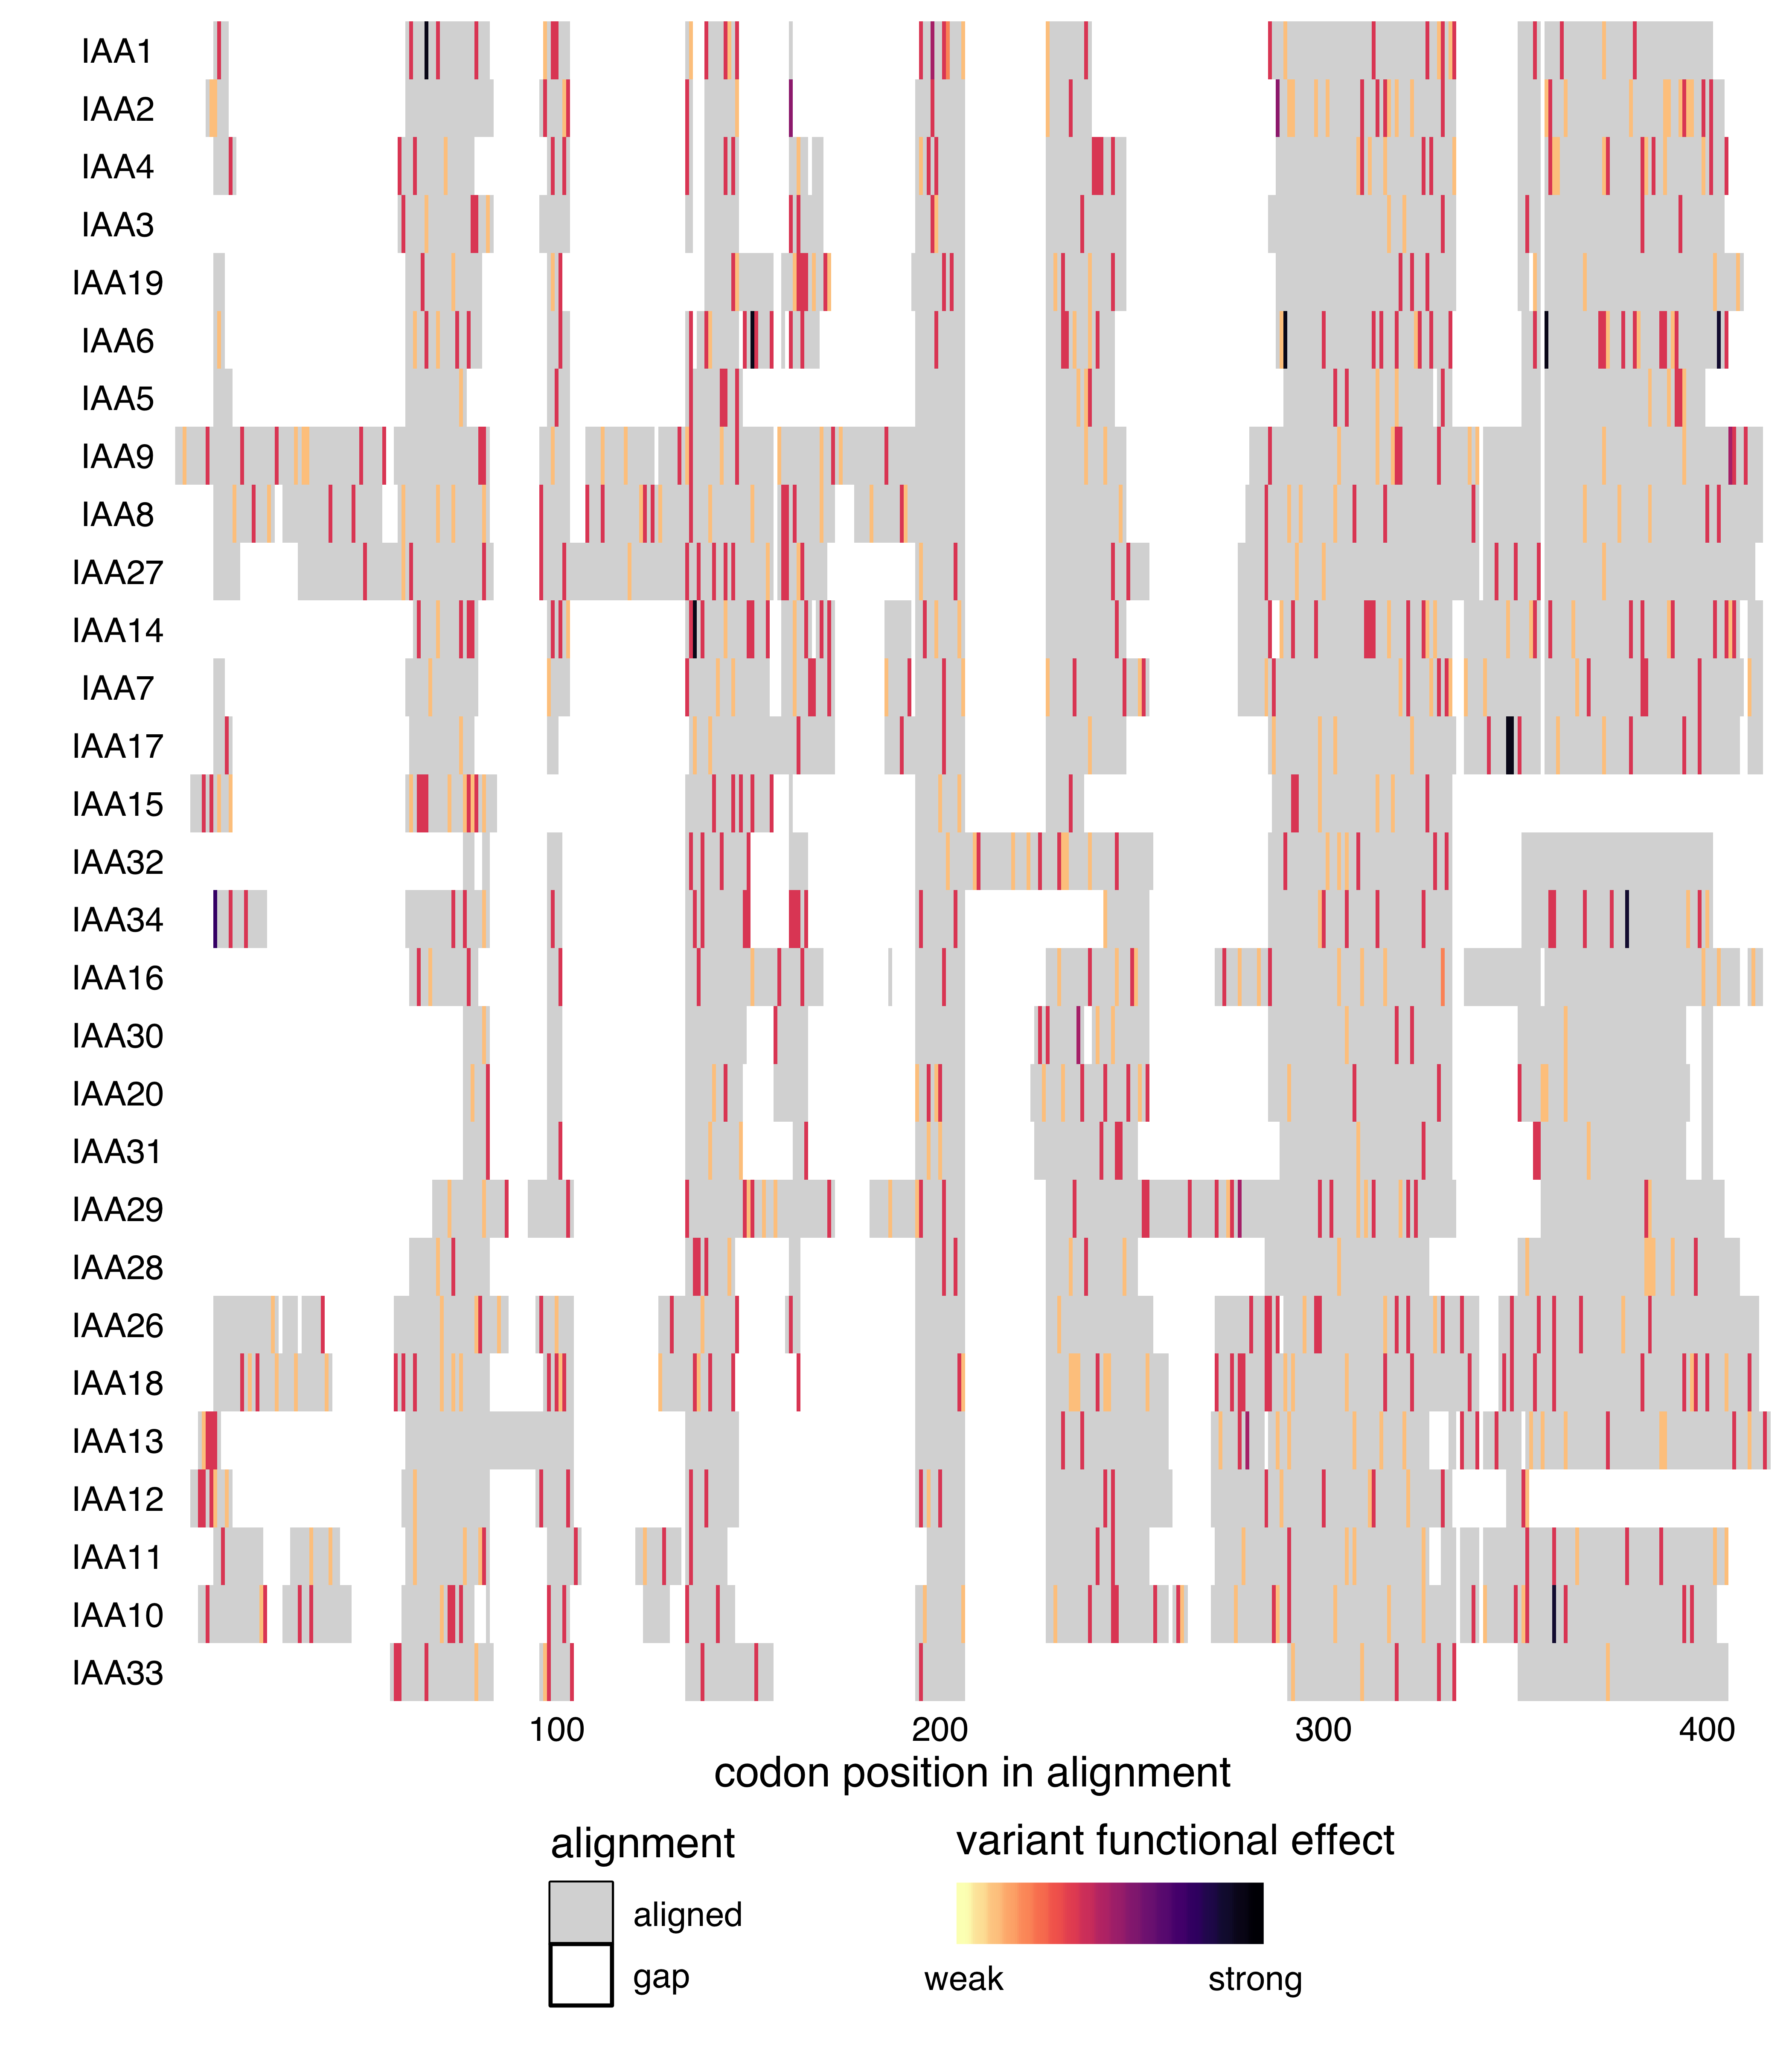 IAA1
IAA2
IAA4
IAA3
IAA19
IAA6
IAA5
IAA9
IAA8
IAA27
IAA14
IAA7
IAA17
IAA15
IAA32
IAA34
IAA16
IAA30
IAA20
IAA31
IAA29
IAA28
IAA26
IAA18
IAA13
IAA12
IAA11
IAA10
IAA33
100 200 300 400
codon position in alignment
alignment
aligned
gap
variant functional effect
weak strong